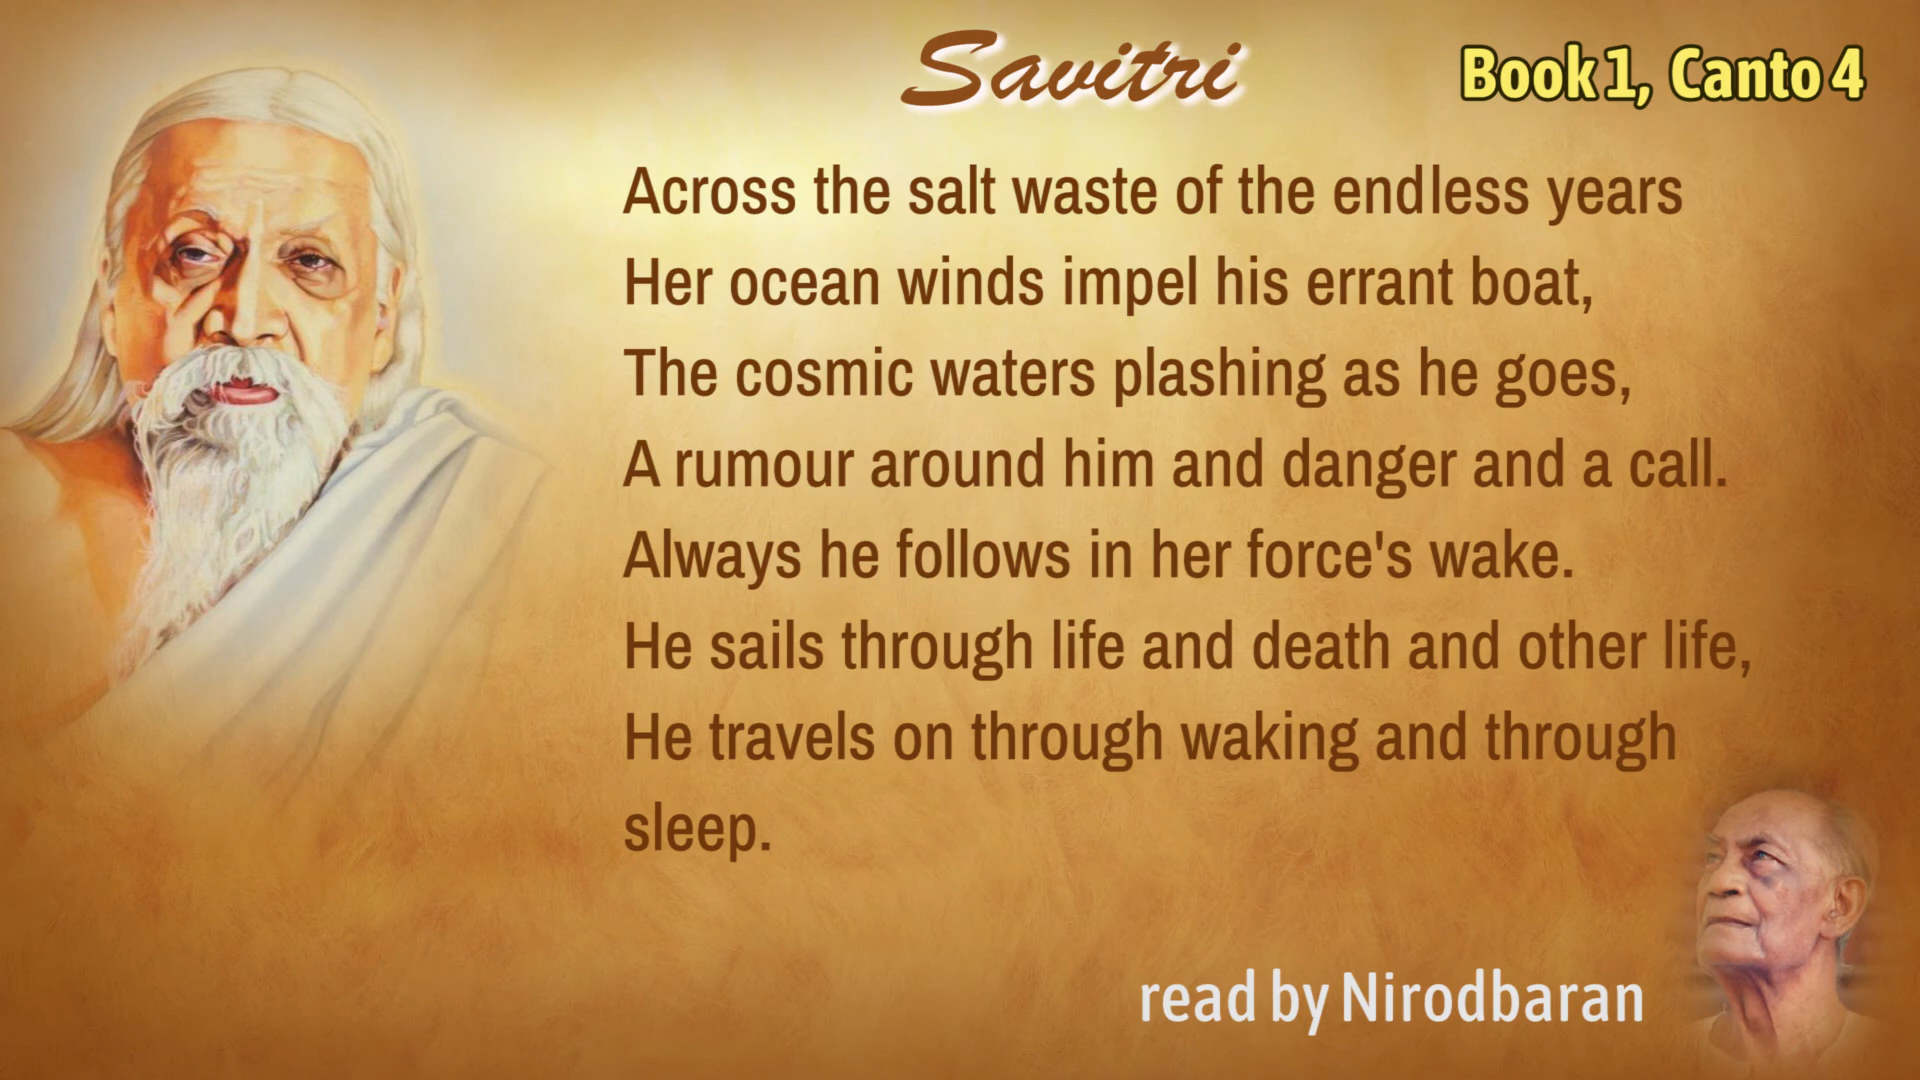 Savitri
Book 1, Canto 4
Across the salt waste of the endless years
Her ocean winds impel his errant boat,
The cosmic waters plashing as he goes,
A rumour around him and danger and a call.
Always he follows in her force's wake.
He sails through life and death and other life,
He travels on through waking and through
sleep.
read by Nirodbaran